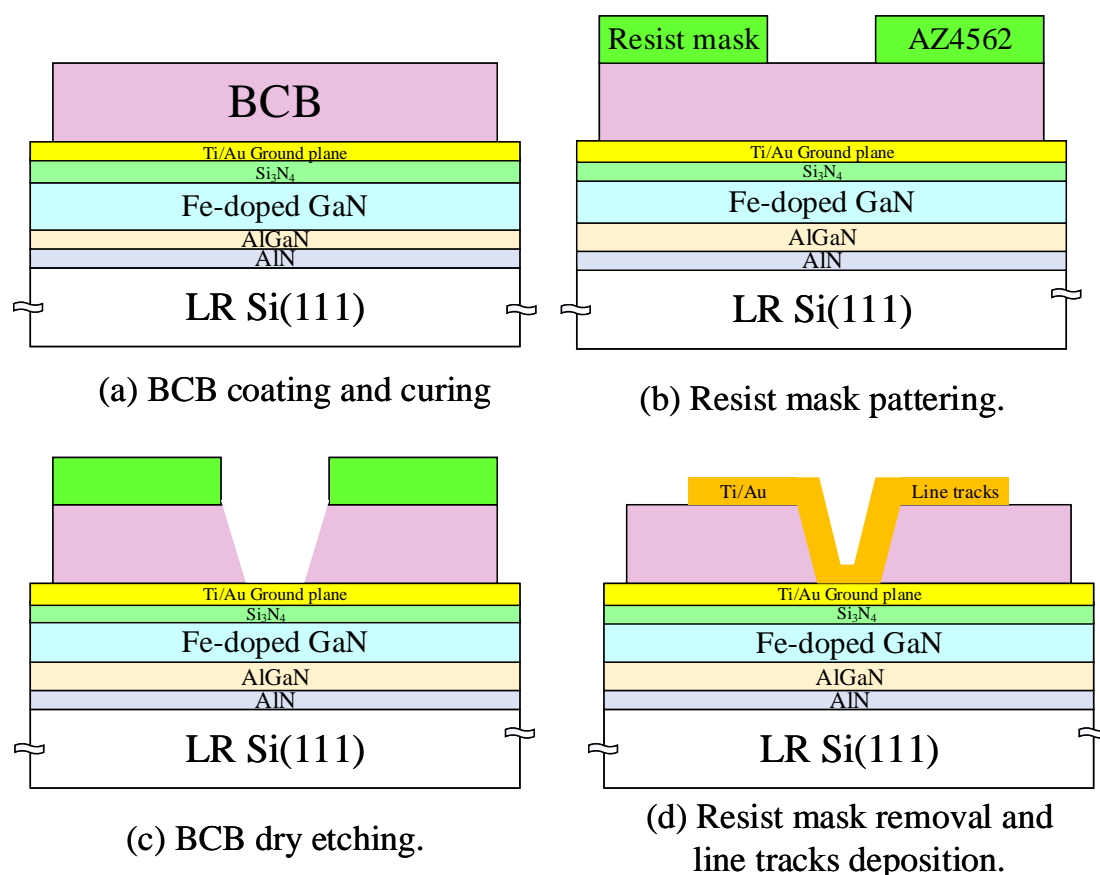 BCB
Ti/Au Ground plane
Si₃N₄
Fe-doped GaN
AlGaN
AlN
LR Si(111)
(a) BCB coating and curing
Resist mask
AZ4562
Ti/Au Ground plane
Si₃N₄
Fe-doped GaN
AlGaN
AlN
LR Si(111)
(b) Resist mask pattering.
Ti/Au Ground plane
Si₃N₄
Fe-doped GaN
AlGaN
AlN
LR Si(111)
(c) BCB dry etching.
Ti/Au
Line tracks
Ti/Au Ground plane
Si₃N₄
Fe-doped GaN
AlGaN
AlN
LR Si(111)
(d) Resist mask removal and
line tracks deposition.